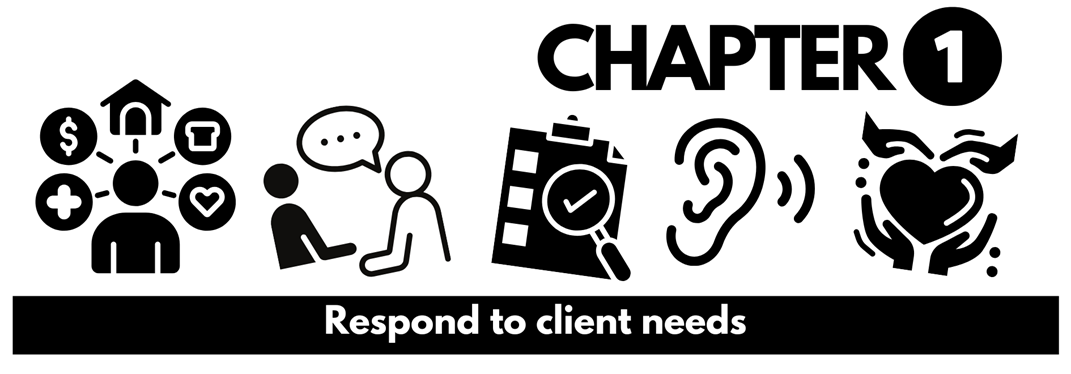 CHAPTER 1
$
Respond to client needs